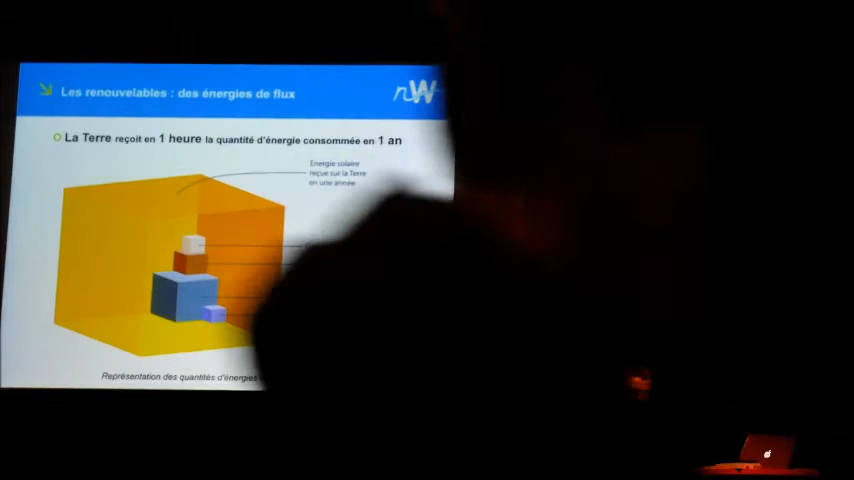 Les renouvelables : des énergies de flux
nW
La Terre reçoit en 1 heure la quantité d'énergie consommée en 1 an
Energie solaire
reçue sur la Terre
en une année
Représentation des quantités d'énergies